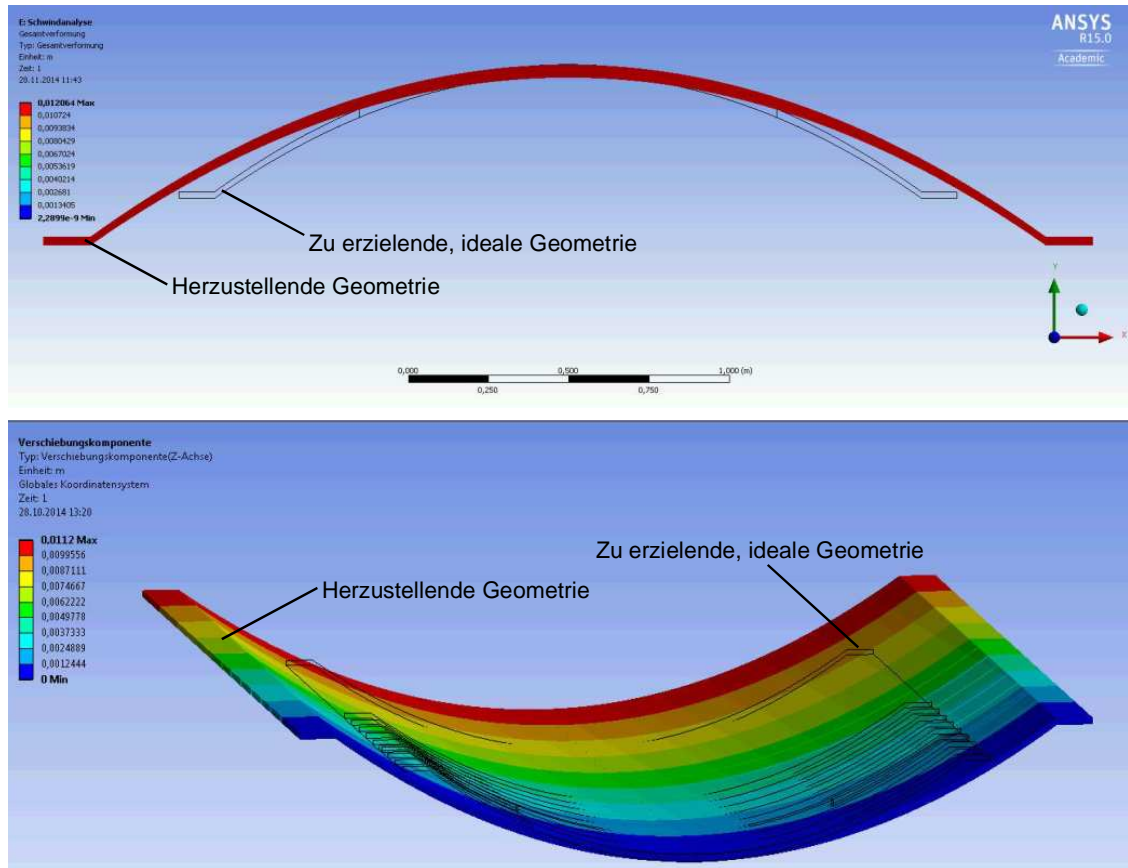 E: Schwindanalyse
Gesamtverformung
Typ: Gesamtverformung
Einheit: m
Zeit: 1
28.11.2014 11:43
0,012064 Max
0,010724
0,0093834
0,0080429
0,0067024
0,0053619
0,0040214
0,002681
0,0013405
2,2899e-9 Min
ANSYS
R15.0
Academic
Zu erzielende, ideale Geometrie
Herzustellende Geometrie
Y
X
0,000
0,500
1,000 (m)
0,250
0,750
Verschiebungskomponente
Typ: Verschiebungskomponente(Z-Achse)
Einheit: m
Globales Koordinatensystem
Zeit: 1
28.10.2014 13:20
0,0112 Max
0,0099556
0,0087111
0,0074667
0,0062222
0,0049778
0,0037333
0,0024889
0,0012444
0 Min
Zu erzielende, ideale Geometrie
Herzustellende Geometrie